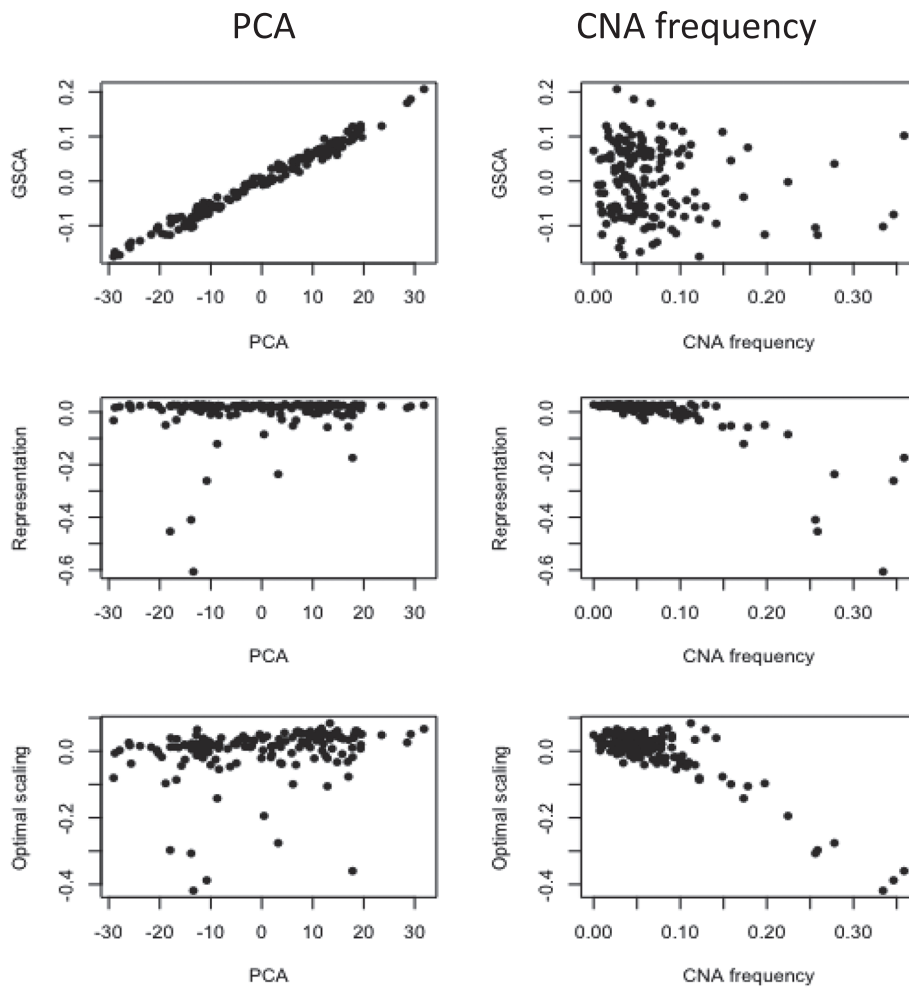 PCA CNA frequency
GSCA
0.2
0.1
0.0
-0.1
-30 -20 -10 0 10 20 30
PCA
GSCA
0.2
0.1
0.0
-0.1
0.00 0.10 0.20 0.30
CNA frequency
Representation
0.0
-0.2
-0.4
-0.6
-30 -20 -10 0 10 20 30
PCA
Representation
0.0
-0.2
-0.4
-0.6
0.00 0.10 0.20 0.30
CNA frequency
Optimal scaling
0.0
-0.2
-0.4
-30 -20 -10 0 10 20 30
PCA
Optimal scaling
0.0
-0.2
-0.4
0.00 0.10 0.20 0.30
CNA frequency